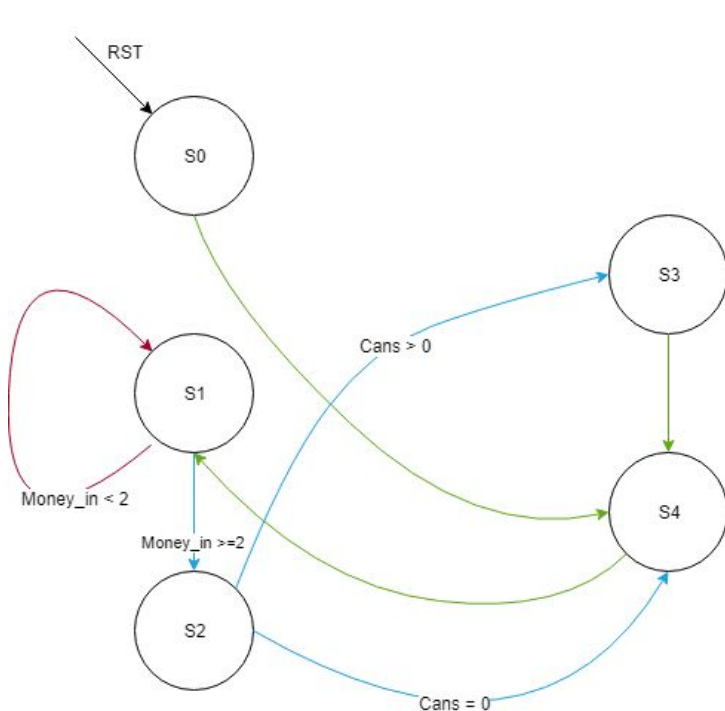 RST
S0
S3
Cans > 0
S1
Money_in < 2
S4
Money_in >=2
S2
Cans = 0